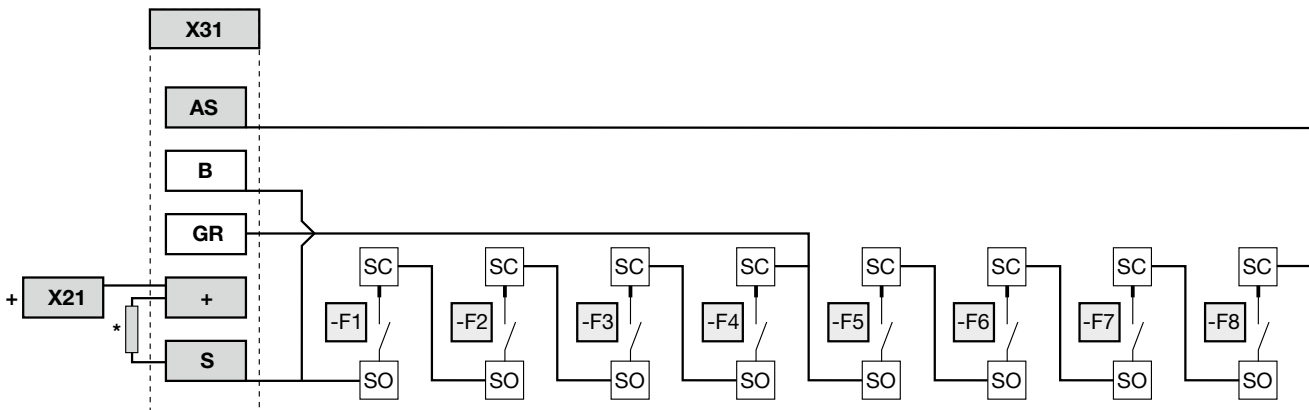 X31
AS
B
GR
+ X21 +
*
S
SC SC SC SC SC SC SC SC
-F1 -F2 -F3 -F4 -F5 -F6 -F7 -F8
SO SO SO SO SO SO SO SO